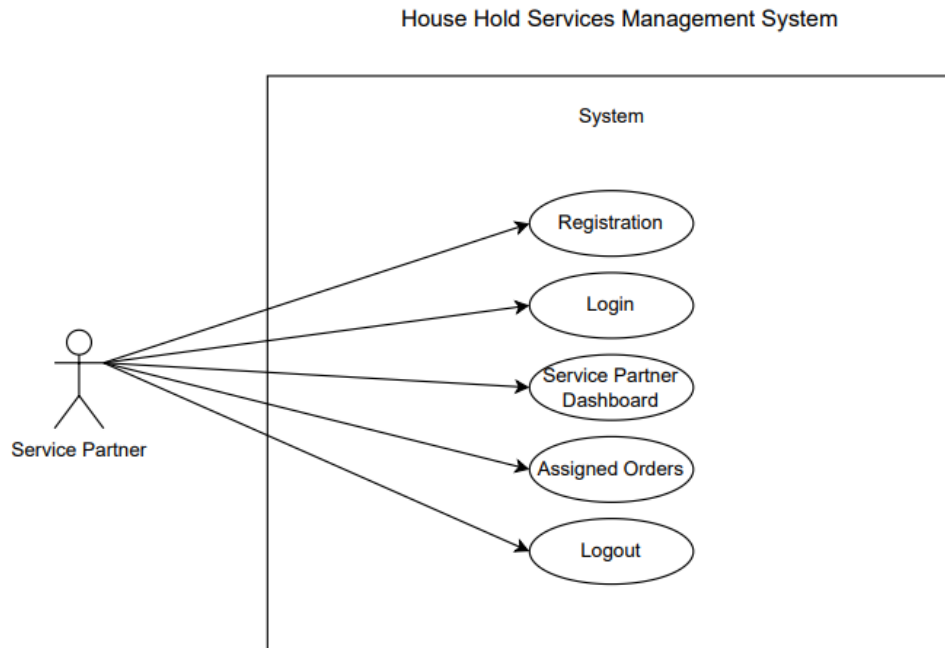 House Hold Services Management System
System
Registration
Login
Service Partner
Dashboard
Assigned Orders
Logout
Service Partner